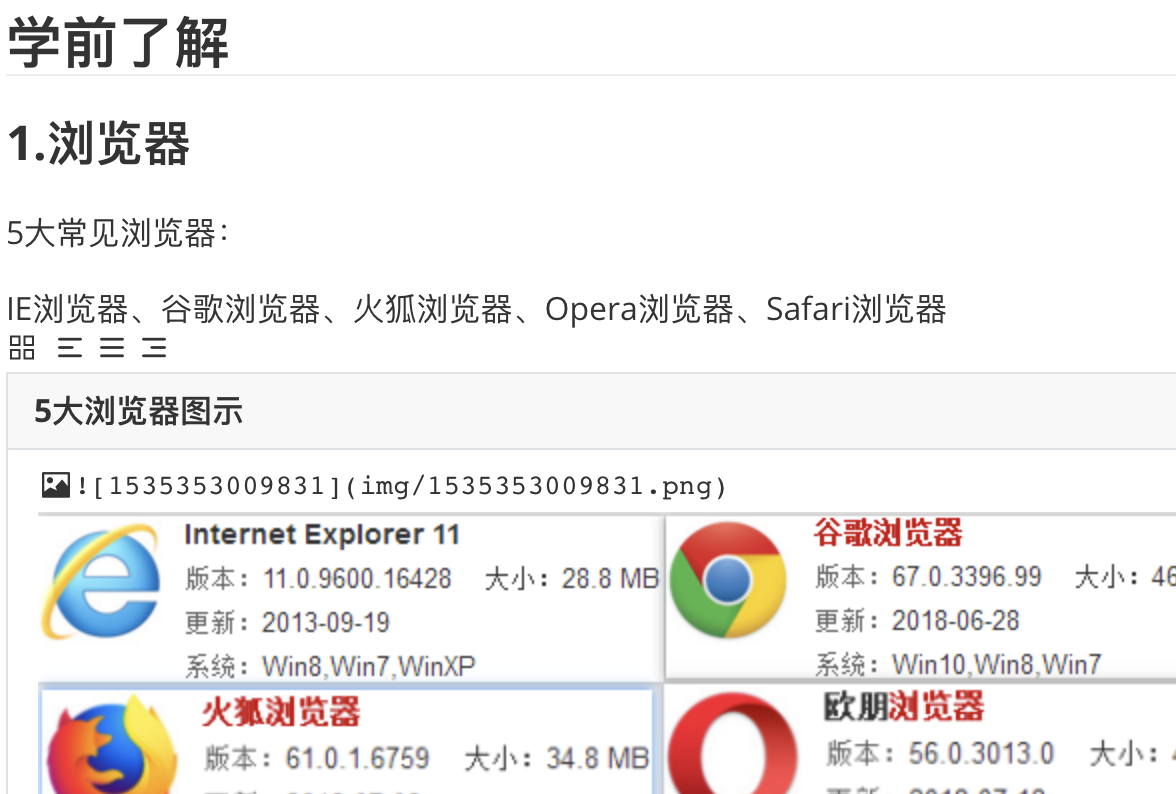 学前了解
1.浏览器
5大常见浏览器：
IE浏览器、谷歌浏览器、火狐浏览器、Opera浏览器、Safari浏览器
5大浏览器图示
![1535353009831](img/1535353009831.png)
Internet Explorer 11
版本：11.0.9600.16428 大小：28.8 MB
更新：2013-09-19
系统：Win8,Win7,WinXP
谷歌浏览器
版本：67.0.3396.99 大小：46
更新：2018-06-28
系统：Win10,Win8,Win7
火狐浏览器
版本：61.0.1.6759 大小：34.8 MB
欧朋浏览器
版本：56.0.3013.0 大小：